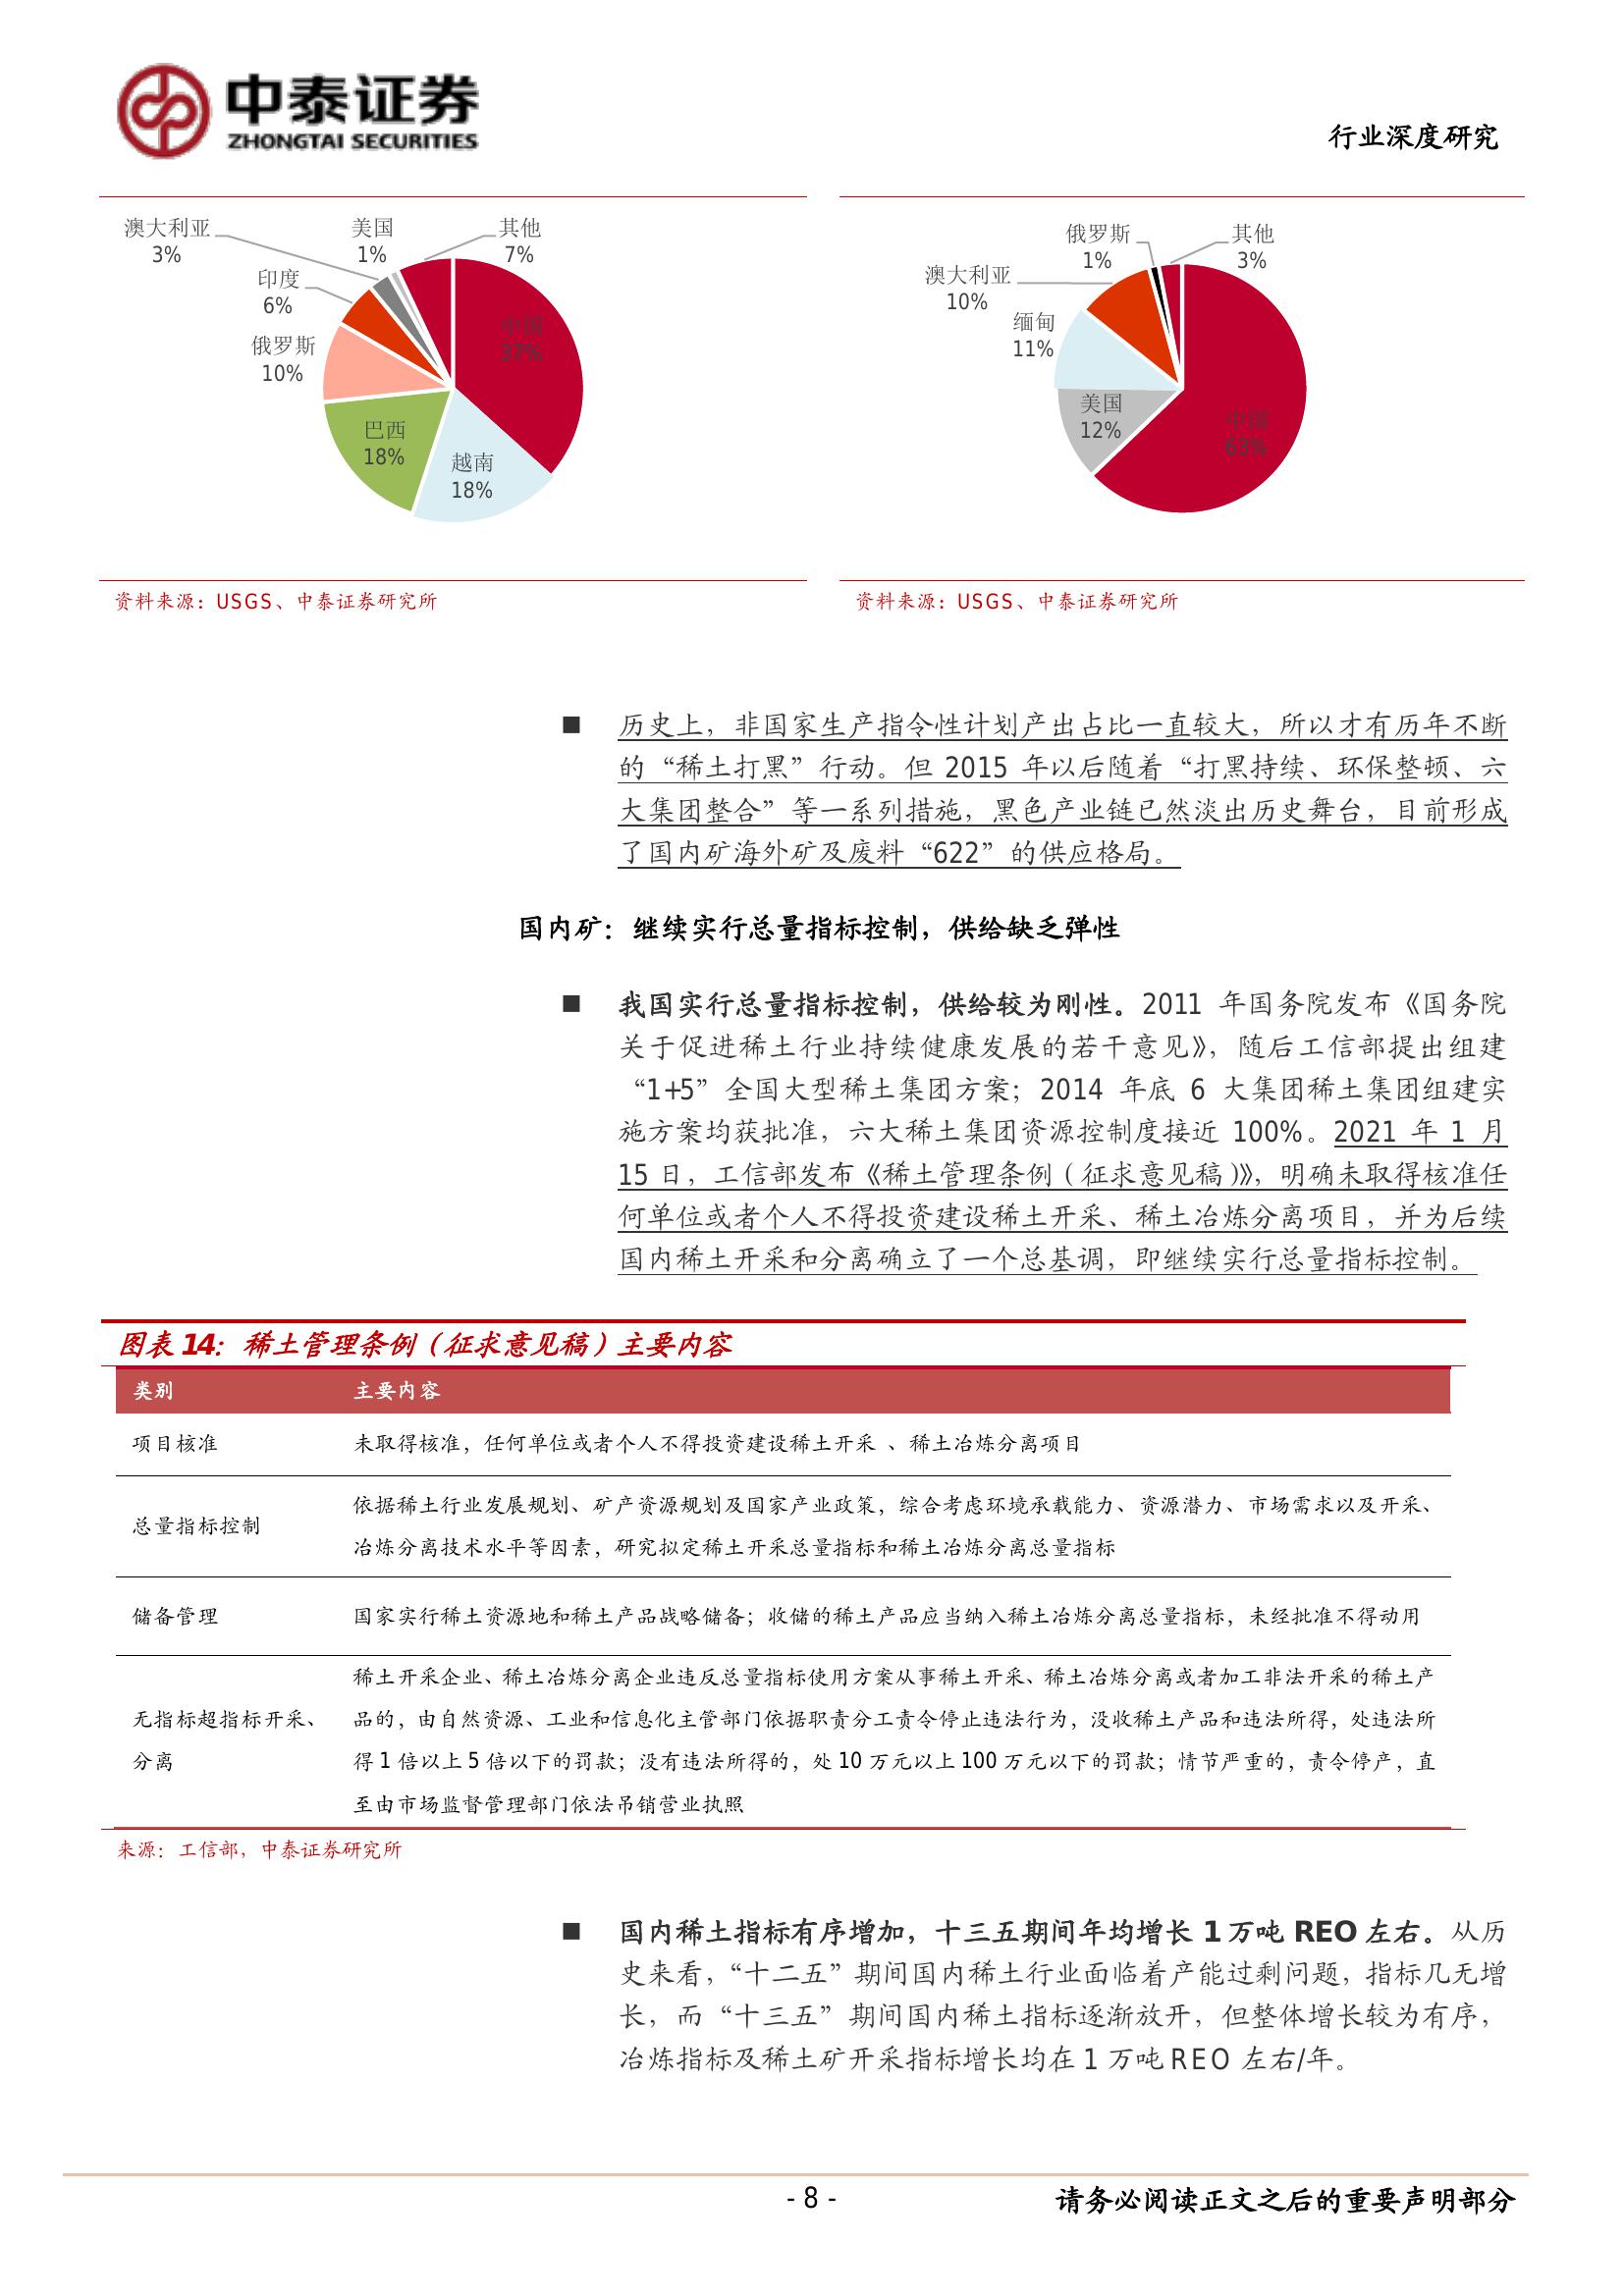 中泰证券
ZHONGTAI SECURITIES
行业深度研究
澳大利亚
3%
美国
1%
其他
7%
印度
6%
俄罗斯
10%
中国
37%
巴西
18%
越南
18%
俄罗斯
1%
其他
3%
澳大利亚
10%
缅甸
11%
美国
12%
中国
63%
资料来源：USGS、中泰证券研究所
资料来源：USGS、中泰证券研究所
■ 历史上，非国家生产指令性计划产出占比一直较大，所以才有历年不断
的“稀土打黑”行动。但 2015 年以后随着“打黑持续、环保整顿、六
大集团整合”等一系列措施，黑色产业链已然淡出历史舞台，目前形成
了国内矿海外矿及废料“622”的供应格局。
国内矿：继续实行总量指标控制，供给缺乏弹性
■ 我国实行总量指标控制，供给较为刚性。2011 年国务院发布《国务院
关于促进稀土行业持续健康发展的若干意见》，随后工信部提出组建
“1+5”全国大型稀土集团方案；2014 年底 6 大集团稀土集团组建实
施方案均获批准，六大稀土集团资源控制度接近 100%。2021 年 1 月
15 日，工信部发布《稀土管理条例（征求意见稿）》，明确未取得核准任
何单位或者个人不得投资建设稀土开采、稀土冶炼分离项目，并为后续
国内稀土开采和分离确立了一个总基调，即继续实行总量指标控制。
图表 14：稀土管理条例（征求意见稿）主要内容
类别 主要内容
项目核准 未取得核准，任何单位或者个人不得投资建设稀土开采 、稀土冶炼分离项目
总量指标控制
依据稀土行业发展规划、矿产资源规划及国家产业政策，综合考虑环境承载能力、资源潜力、市场需求以及开采、
冶炼分离技术水平等因素，研究拟定稀土开采总量指标和稀土冶炼分离总量指标
储备管理 国家实行稀土资源地和稀土产品战略储备；收储的稀土产品应当纳入稀土冶炼分离总量指标，未经批准不得动用
无指标超指标开采、
分离
稀土开采企业、稀土冶炼分离企业违反总量指标使用方案从事稀土开采、稀土冶炼分离或者加工非法开采的稀土产
品的，由自然资源、工业和信息化主管部门依据职责分工责令停止违法行为，没收稀土产品和违法所得，处违法所
得 1 倍以上 5 倍以下的罚款；没有违法所得的，处 10 万元以上 100 万元以下的罚款；情节严重的，责令停产，直
至由市场监督管理部门依法吊销营业执照
来源：工信部，中泰证券研究所
■ 国内稀土指标有序增加，十三五期间年均增长 1 万吨 REO 左右。从历
史来看，“十二五”期间国内稀土行业面临着产能过剩问题，指标几无增
长，而“十三五”期间国内稀土指标逐渐放开，但整体增长较为有序，
冶炼指标及稀土矿开采指标增长均在 1 万吨 REO 左右/年。
- 8 -
请务必阅读正文之后的重要声明部分